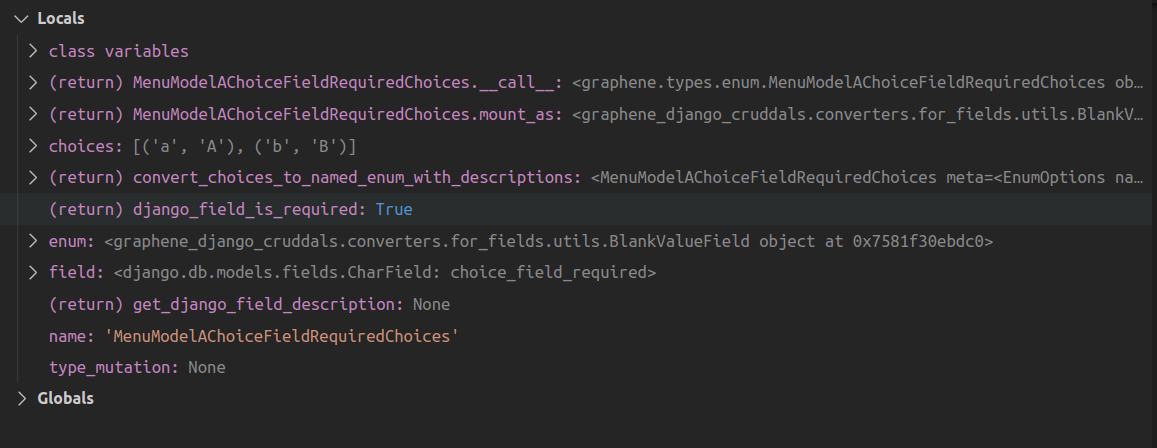 Locals
class variables
(return) MenuModelAChoiceFieldRequiredChoices.__call__: <graphene.types.enum.MenuModelAChoiceFieldRequiredChoices ob…
(return) MenuModelAChoiceFieldRequiredChoices.mount_as: <graphene_django_cruddals.converters.for_fields.utils.BlankV…
choices: [('a', 'A'), ('b', 'B')]
(return) convert_choices_to_named_enum_with_descriptions: <MenuModelAChoiceFieldRequiredChoices meta=<EnumOptions na…
(return) django_field_is_required: True
enum: <graphene_django_cruddals.converters.for_fields.utils.BlankValueField object at 0x7581f30ebdc0>
field: <django.db.models.fields.CharField: choice_field_required>
(return) get_django_field_description: None
name: 'MenuModelAChoiceFieldRequiredChoices'
type_mutation: None
Globals